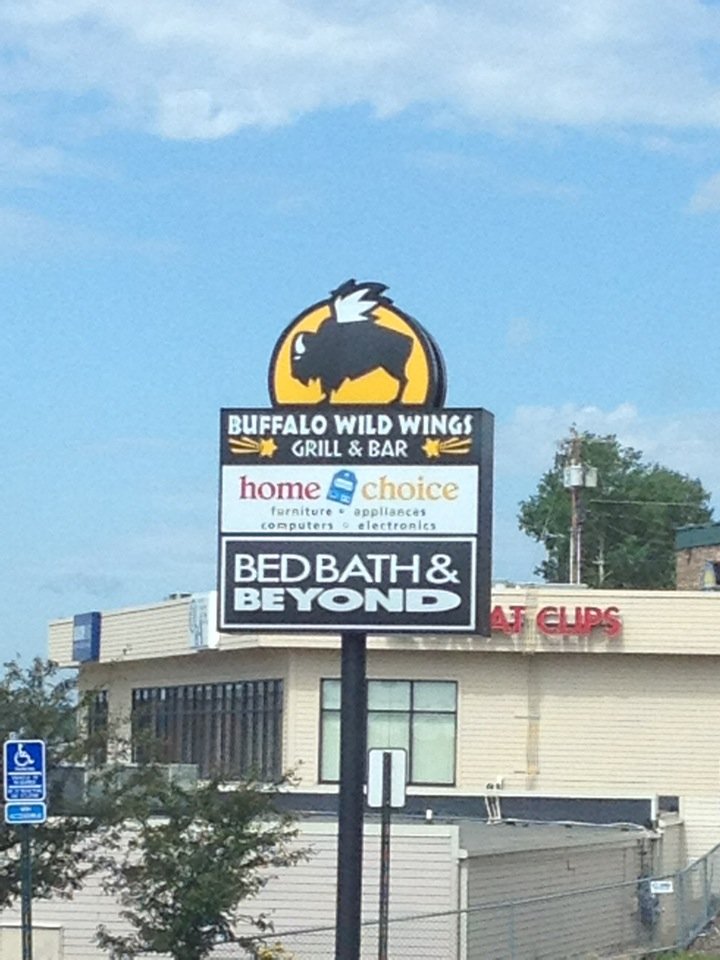 BUFFALO WILD WINGS
GRILL & BAR
home choice
furniture • appliances
computers • electronics
BED BATH &
BEYOND
AT CLIPS